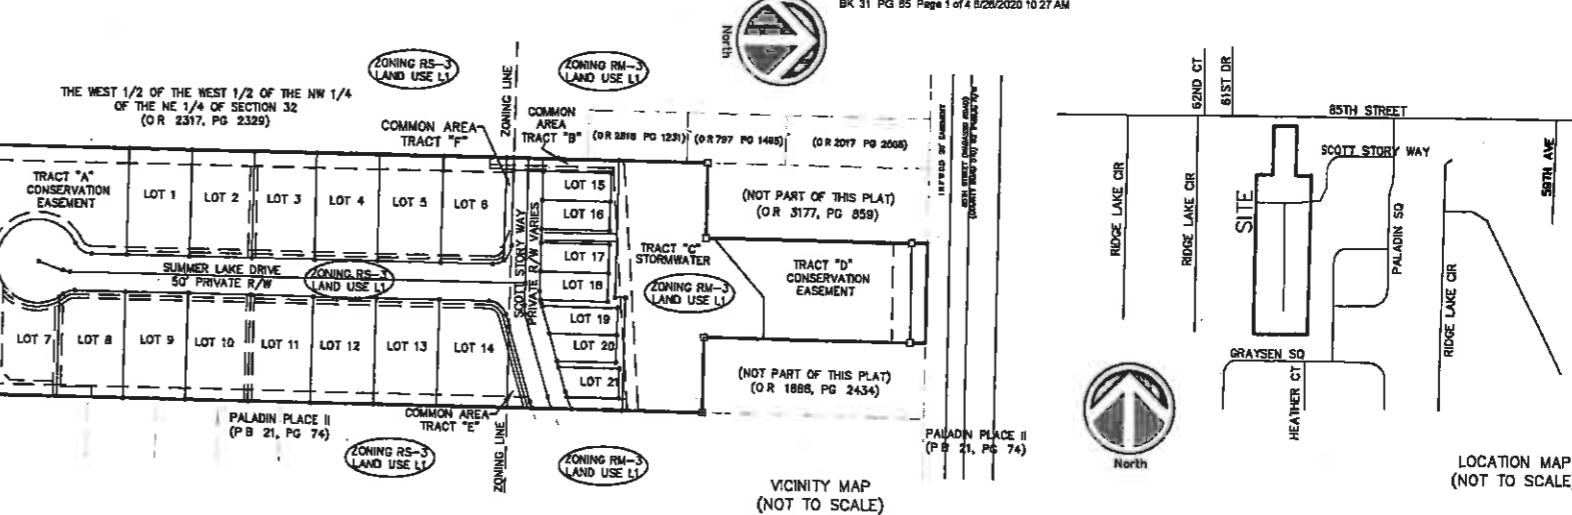 BK 31 PG 85 Page 1 of 4 8/26/2020 10 27 AM
North
ZONING RS-3
LAND USE L1
ZONING LINE
ZONING RM-3
LAND USE L1
THE WEST 1/2 OF THE WEST 1/2 OF THE NW 1/4
OF THE NE 1/4 OF SECTION 32
(O R 2317, PG 2329)
COMMON AREA
TRACT "F"
COMMON
AREA
TRACT "B"
(O R 2818 PG 1231)
(O R 797 PG 1485)
(O R 2017 PG 2608)
TRACT "A"
CONSERVATION
EASEMENT
LOT 1
LOT 2
LOT 3
LOT 4
LOT 5
LOT 6
LOT 15
LOT 16
LOT 17
LOT 18
LOT 19
LOT 20
LOT 21
SCOTT STORY WAY
PRIVATE R/W VARIES
TRACT "C"
STORMWATER
(NOT PART OF THIS PLAT)
(O R 3177, PG 859)
TRACT "D"
CONSERVATION
EASEMENT
SUMMER LAKE DRIVE
50' PRIVATE R/W
ZONING RS-3
LAND USE L1
ZONING RM-3
LAND USE L1
LOT 7
LOT 8
LOT 9
LOT 10
LOT 11
LOT 12
LOT 13
LOT 14
(NOT PART OF THIS PLAT)
(O R 1886, PG 2434)
COMMON AREA
TRACT "E"
PALADIN PLACE II
(P B 21, PG 74)
ZONING RS-3
LAND USE L1
ZONING LINE
ZONING RM-3
LAND USE L1
PALADIN PLACE II
(P B 21, PG 74)
EASEMENT
85TH STREET
VICINITY MAP
(NOT TO SCALE)
62ND CT
61ST DR
85TH STREET
SCOTT STORY WAY
58TH AVE
RIDGE LAKE CIR
RIDGE LAKE CIR
SITE
PALADIN SQ
RIDGE LAKE CIR
GRAYSEN SQ
HEATHER CT
North
LOCATION MAP
(NOT TO SCALE)